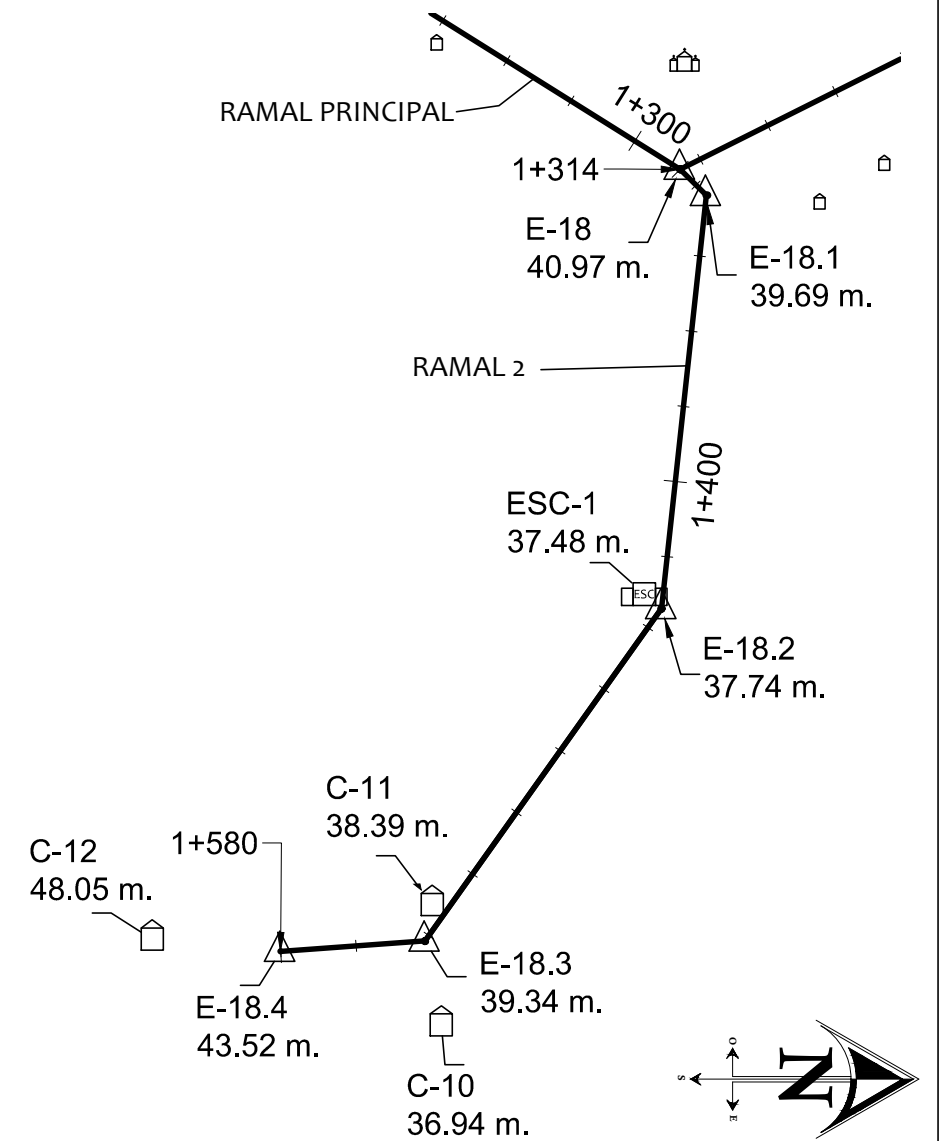 RAMAL PRINCIPAL
1+300
1+314
E-18
40.97 m.
E-18.1
39.69 m.
RAMAL 2
1+400
ESC-1
37.48 m.
ESC
E-18.2
37.74 m.
C-11
38.39 m.
1+580
C-12
48.05 m.
E-18.3
39.34 m.
E-18.4
43.52 m.
C-10
36.94 m.
O
S
N
E